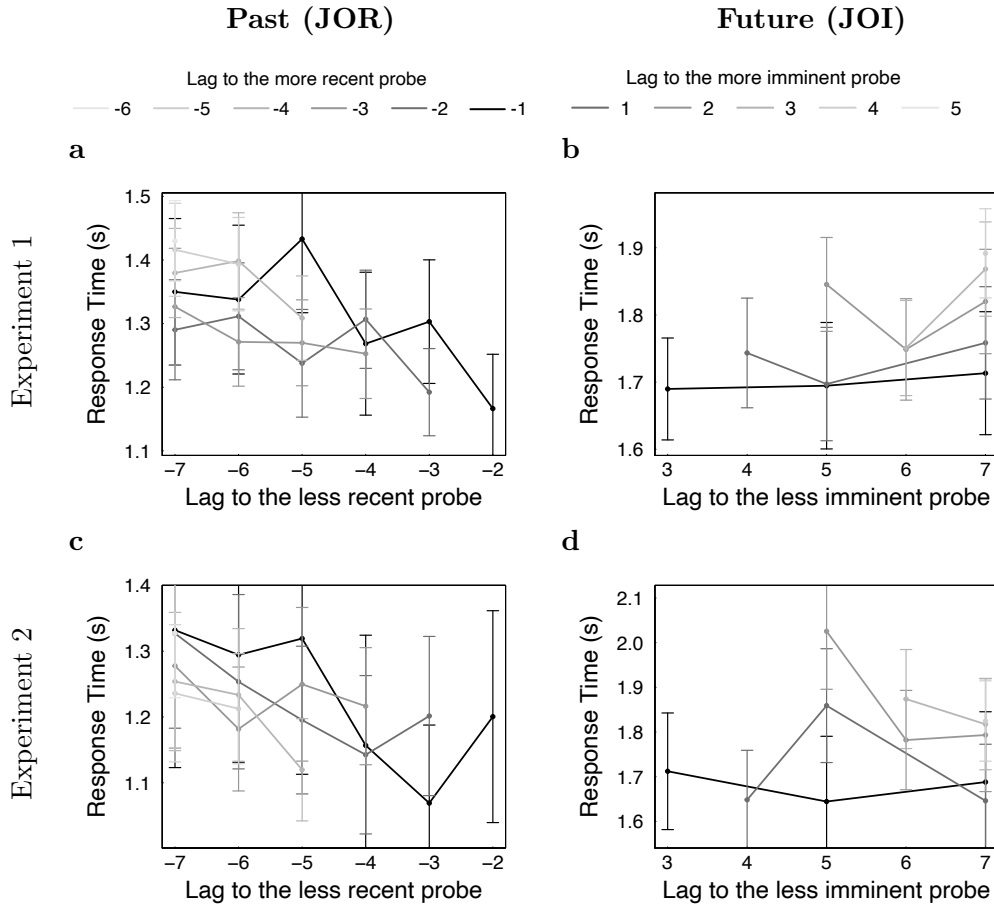 Past (JOR)
Future (JOI)
Lag to the more recent probe
-6 -5 -4 -3 -2 -1
Lag to the more imminent probe
1 2 3 4 5
Experiment 1
a
Response Time (s)
1.5
1.4
1.3
1.2
1.1
−7 −6 −5 −4 −3 −2
Lag to the less recent probe
b
Response Time (s)
1.9
1.8
1.7
1.6
3 4 5 6 7
Lag to the less imminent probe
Experiment 2
c
Response Time (s)
1.4
1.3
1.2
1.1
−7 −6 −5 −4 −3 −2
Lag to the less recent probe
d
Response Time (s)
2.1
2.0
1.9
1.8
1.7
1.6
3 4 5 6 7
Lag to the less imminent probe